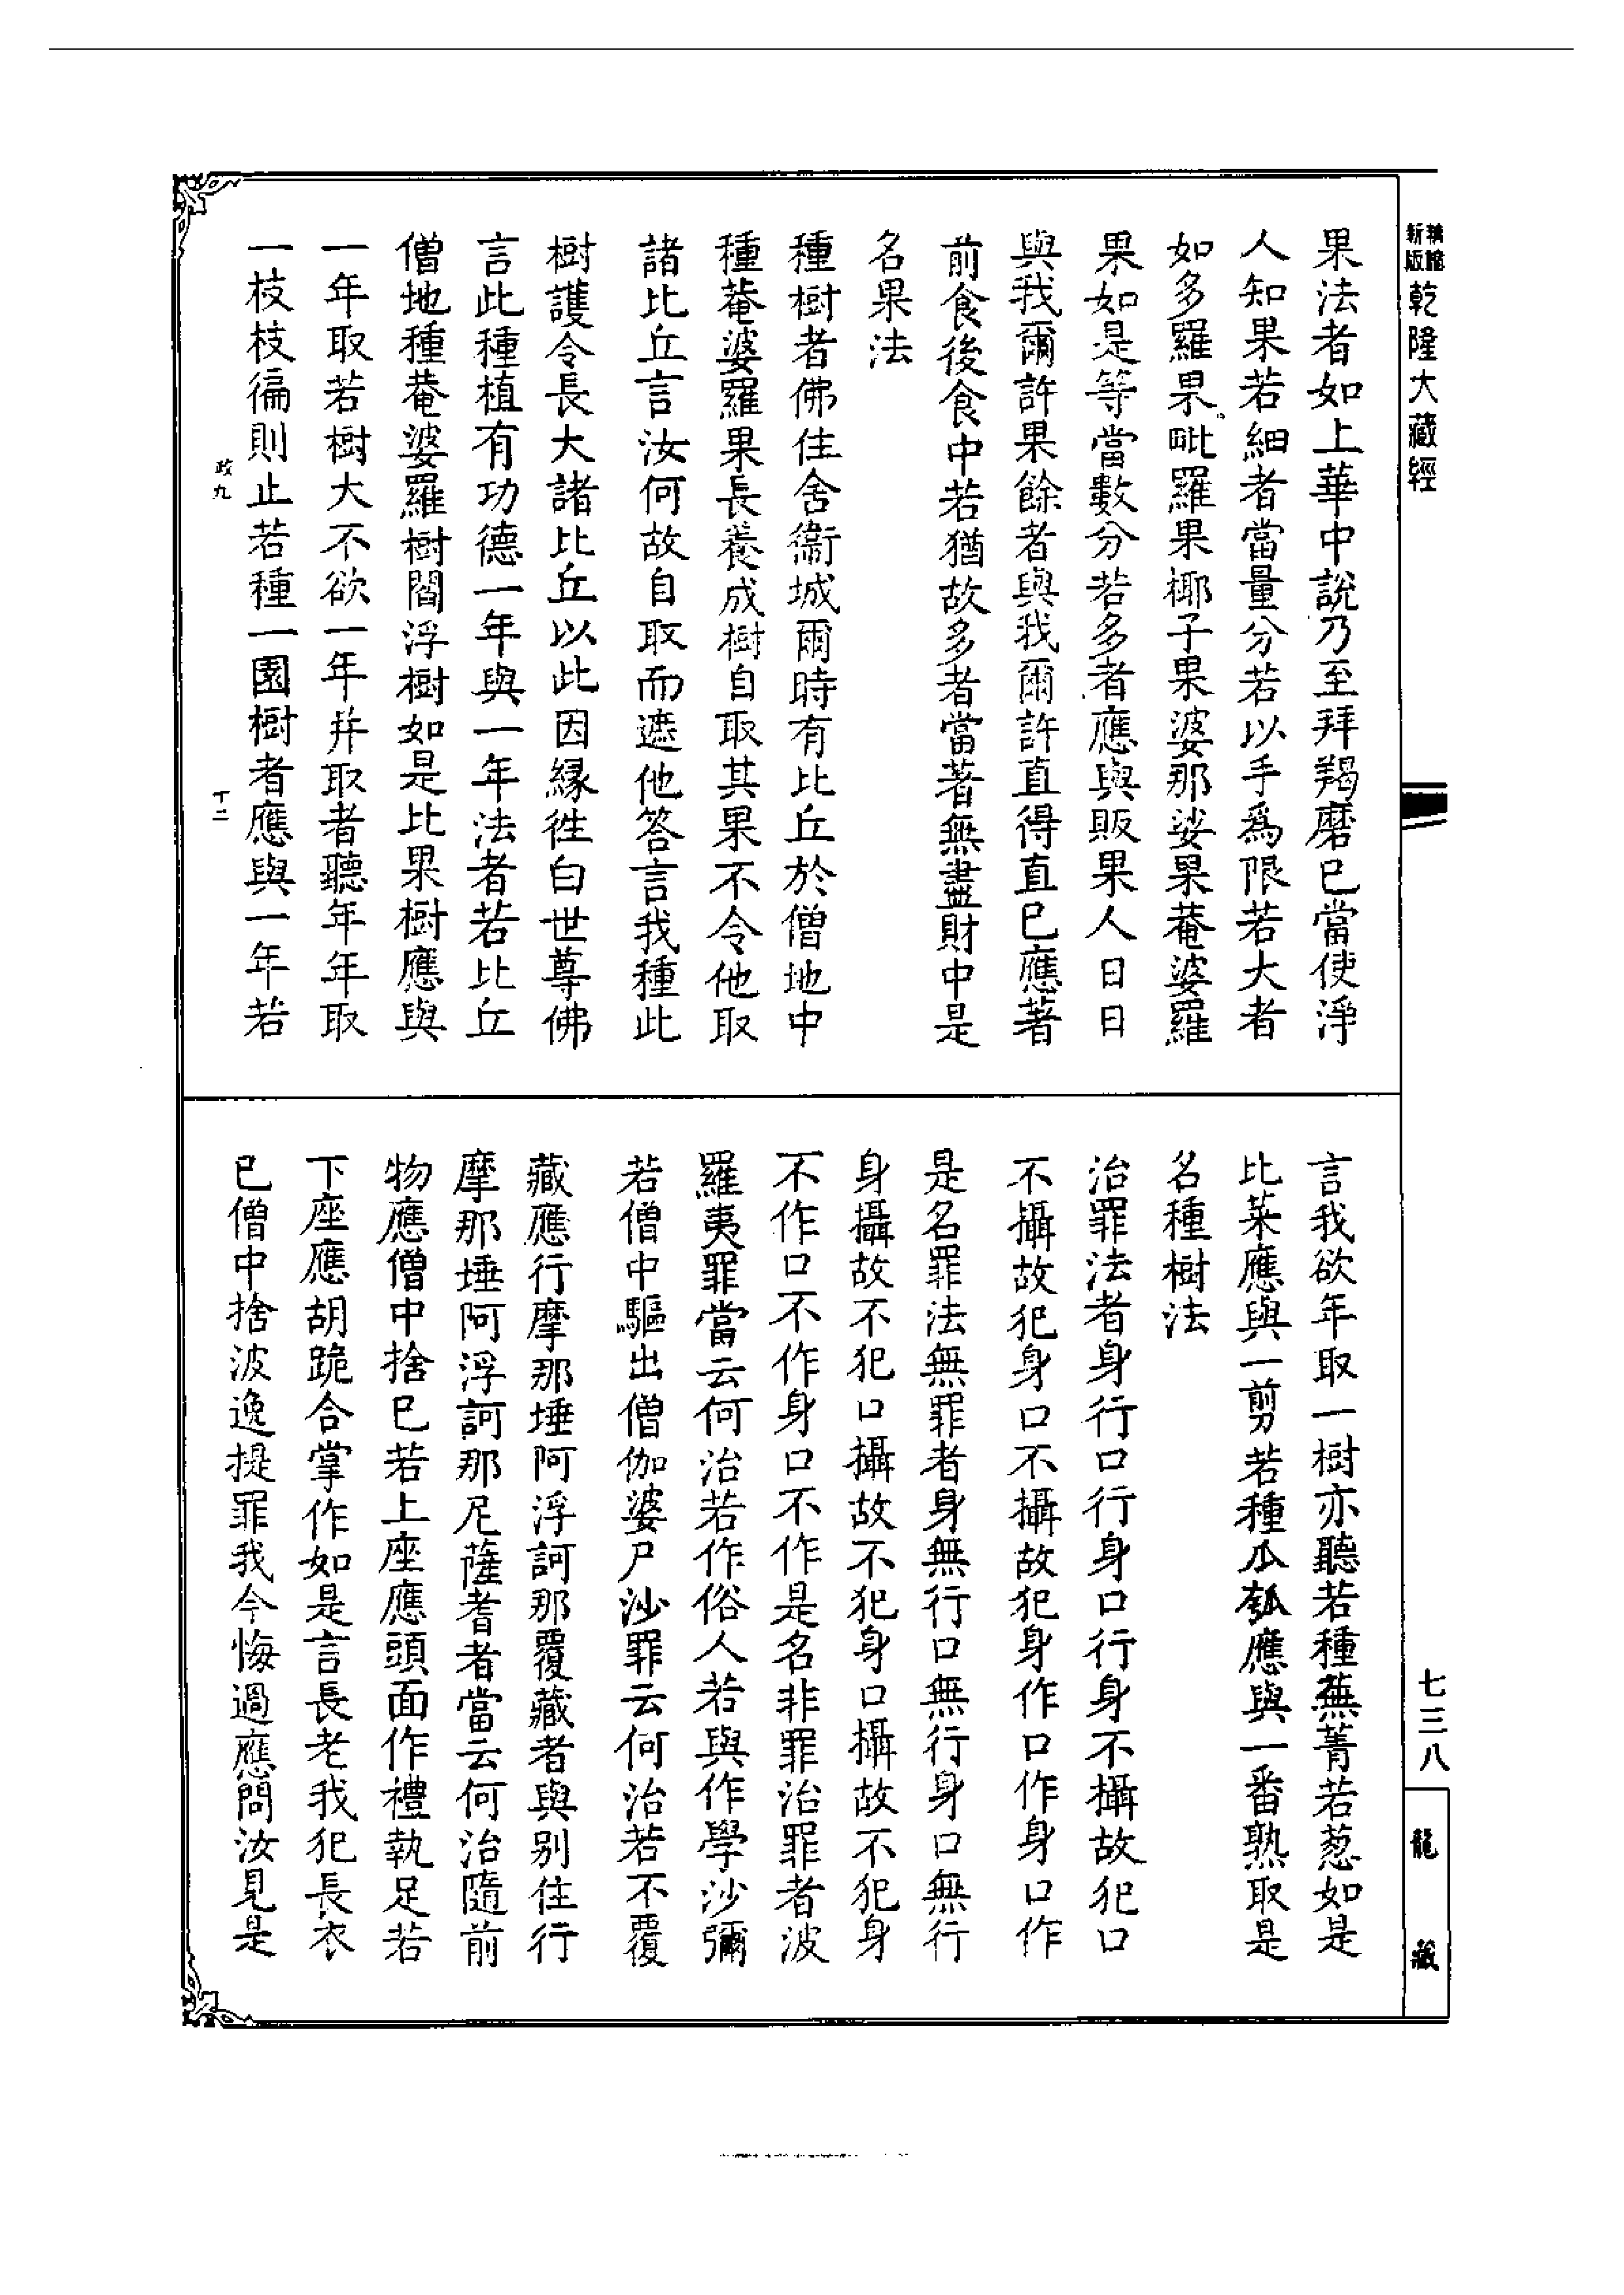 新版
乾隆大藏經
果法者如上華中說乃至拜羯磨已當使淨
人知果若細者當量分若以手為限若大者
如多羅果毗羅果椰子果婆那娑果菴婆羅
果如是等當數分若多者應與販果人日日
與我爾許果餘者與我爾許直得直已應著
前食後食中若猶故多者當著無盡財中是
名果法
種樹者佛住舍衞城爾時有比丘於僧地中
種菴婆羅果長養成樹自取其果不令他取
諸比丘言汝何故自取而遮他答言我種此
樹護令長大諸比丘以此因緣徃白世尊佛
言此種植有功德一年與一年法者若比丘
僧地種菴婆羅樹閻浮樹如是比果樹應與
一年取若樹大不欲一年幷取者聽年年取
一枝枝徧則止若種一園樹者應與一年若
政九
十二
言我欲年取一樹亦聽若種蕪菁若葱如是
比菜應與一剪若種瓜瓠應與一番熟取是
名種樹法
治罪法者身行口行身口行身不攝故犯口
不攝故犯身口不攝故犯身作口作身口作
是名罪法無罪者身無行口無行身口無行
身攝故不犯口攝故不犯身口攝故不犯身
不作口不作身口不作是名非罪治罪者波
羅夷罪當云何治若作俗人若與作學沙彌
若僧中驅出僧伽婆尸沙罪云何治若不覆
藏應行摩那埵阿浮訶那覆藏者與別住行
摩那埵阿浮訶那尼薩耆者當云何治隨前
物應僧中捨已若上座應頭面作禮執足若
下座應胡跪合掌作如是言長老我犯長衣
已僧中捨波逸提罪我今悔過應問汝見是
七三八
龍藏